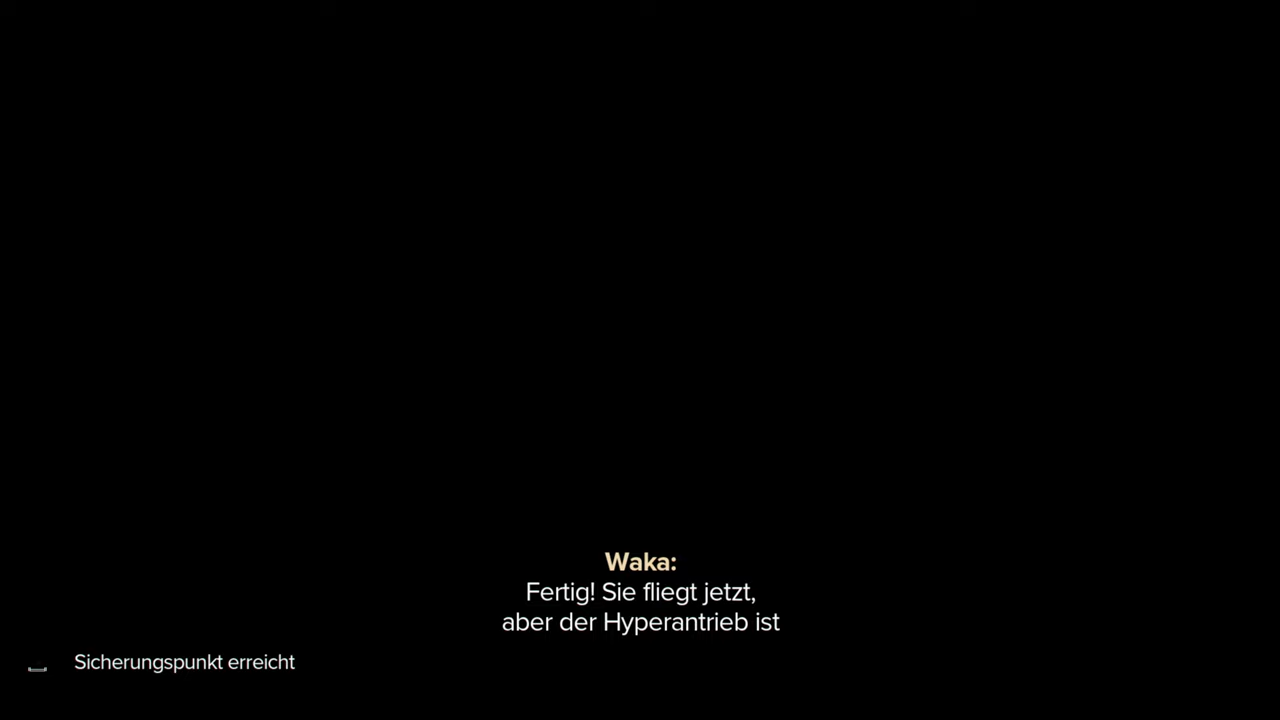 Waka:
Fertig! Sie fliegt jetzt,
aber der Hyperantrieb ist
Sicherungspunkt erreicht